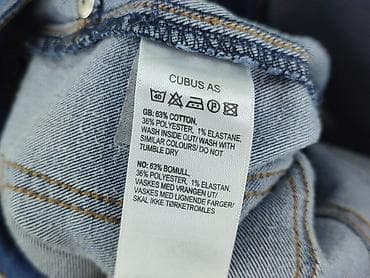 CUBUS AS
40 P
GB: 63% COTTON,
36% POLYESTER, 1% ELASTANE,
WASH INSIDE OUT/ WASH WITH
SIMILAR COLOURS/ DO NOT
TUMBLE DRY
NO: 63% BOMULL,
36% POLYESTER, 1% ELASTAN,
VASKES MED VRANGEN UT/
VASKES MED LIGNENDE FARGER/
SKAL IKKE TØRKETROMLES